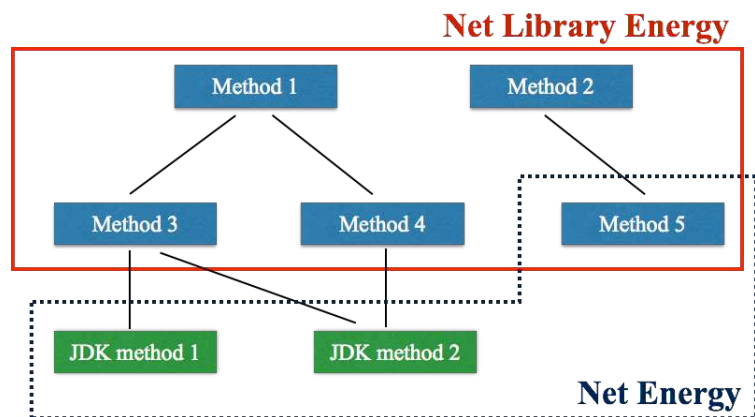 Net Library Energy
Method 1
Method 2
Method 3
Method 4
Method 5
JDK method 1
JDK method 2
Net Energy